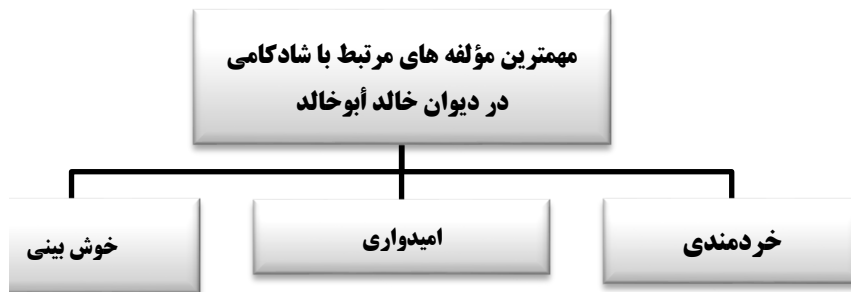 مهمترین مؤلفه های مرتبط با شادکامی
در دیوان خالد أبوخالد
خردمندی
امیدواری
خوش بینی